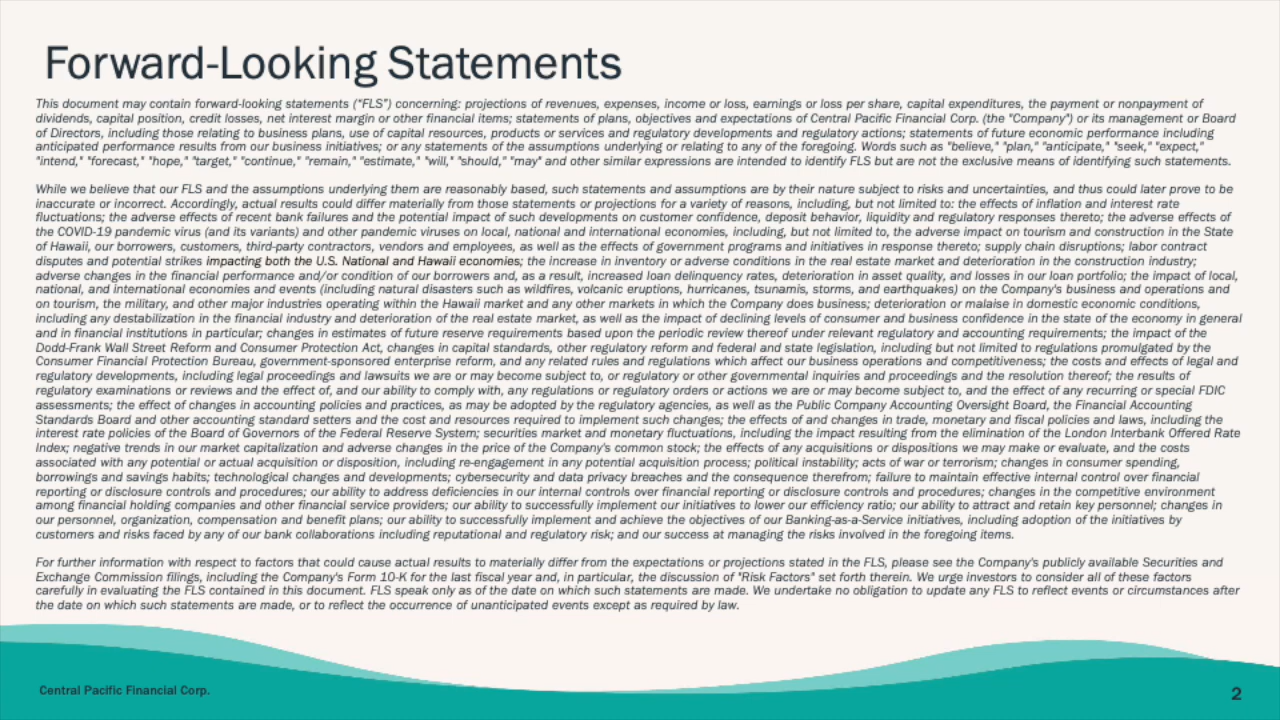 Forward-Looking Statements
This document may contain forward-looking statements ("FLS") concerning: projections of revenues, expenses, income or loss, earnings or loss per share, capital expenditures, the payment or nonpayment of
dividends, capital position, credit losses, net interest margin or other financial items; statements of plans, objectives and expectations of Central Pacific Financial Corp. (the "Company") or its management or Board
of Directors, including those relating to business plans, use of capital resources, products or services and regulatory developments and regulatory actions; statements of future economic performance including
anticipated performance results from our business initiatives; or any statements of the assumptions underlying or relating to any of the foregoing. Words such as "believe," "plan," "anticipate," "seek," "expect,"
"intend," "forecast," "hope," "target," "continue," "remain," "estimate," "will," "should," "may" and other similar expressions are intended to identify FLS but are not the exclusive means of identifying such statements.
While we believe that our FLS and the assumptions underlying them are reasonably based, such statements and assumptions are by their nature subject to risks and uncertainties, and thus could later prove to be
inaccurate or incorrect. Accordingly, actual results could differ materially from those statements or projections for a variety of reasons, including, but not limited to: the effects of inflation and interest rate
fluctuations; the adverse effects of recent bank failures and the potential impact of such developments on customer confidence, deposit behavior, liquidity and regulatory responses thereto; the adverse effects of
the COVID-19 pandemic virus (and its variants) and other pandemic viruses on local, national and international economies, including, but not limited to, the adverse impact on tourism and construction in the State
of Hawaii, our borrowers, customers, third-party contractors, vendors and employees, as well as the effects of government programs and initiatives in response thereto; supply chain disruptions; labor contract
disputes and potential strikes impacting both the U.S. National and Hawaii economies; the increase in inventory or adverse conditions in the real estate market and deterioration in the construction industry;
adverse changes in the financial performance and/or condition of our borrowers and, as a result, increased loan delinquency rates, deterioration in asset quality, and losses in our loan portfolio; the impact of local,
national, and international economies and events (including natural disasters such as wildfires, volcanic eruptions, hurricanes, tsunamis, storms, and earthquakes) on the Company's business and operations and
on tourism, the military, and other major industries operating within the Hawaii market and any other markets in which the Company does business; deterioration or malaise in domestic economic conditions,
including any destabilization in the financial industry and deterioration of the real estate market, as well as the impact of declining levels of consumer and business confidence in the state of the economy in general
and in financial institutions in particular; changes in estimates of future reserve requirements based upon the periodic review thereof under relevant regulatory and accounting requirements; the impact of the
Dodd-Frank Wall Street Reform and Consumer Protection Act, changes in capital standards, other regulatory reform and federal and state legislation, including but not limited to regulations promulgated by the
Consumer Financial Protection Bureau, government-sponsored enterprise reform, and any related rules and regulations which affect our business operations and competitiveness; the costs and effects of legal and
regulatory developments, including legal proceedings and lawsuits we are or may become subject to, or regulatory or other governmental inquiries and proceedings and the resolution thereof; the results of
regulatory examinations or reviews and the effect of, and our ability to comply with, any regulations or regulatory orders or actions we are or may become subject to, and the effect of any recurring or special FDIC
assessments; the effect of changes in accounting policies and practices, as may be adopted by the regulatory agencies, as well as the Public Company Accounting Oversight Board, the Financial Accounting
Standards Board and other accounting standard setters and the cost and resources required to implement such changes; the effects of and changes in trade, monetary and fiscal policies and laws, including the
interest rate policies of the Board of Governors of the Federal Reserve System; securities market and monetary fluctuations, including the impact resulting from the elimination of the London Interbank Offered Rate
Index; negative trends in our market capitalization and adverse changes in the price of the Company's common stock; the effects of any acquisitions or dispositions we may make or evaluate, and the costs
associated with any potential or actual acquisition or disposition, including re-engagement in any potential acquisition process; political instability; acts of war or terrorism; changes in consumer spending,
borrowings and savings habits; technological changes and developments; cybersecurity and data privacy breaches and the consequence therefrom; failure to maintain effective internal control over financial
reporting or disclosure controls and procedures; our ability to address deficiencies in our internal controls over financial reporting or disclosure controls and procedures; changes in the competitive environment
among financial holding companies and other financial service providers; our ability to successfully implement our initiatives to lower our efficiency ratio; our ability to attract and retain key personnel; changes in
our personnel, organization, compensation and benefit plans; our ability to successfully implement and achieve the objectives of our Banking-as-a-Service initiatives, including adoption of the initiatives by
customers and risks faced by any of our bank collaborations including reputational and regulatory risk; and our success at managing the risks involved in the foregoing items.
For further information with respect to factors that could cause actual results to materially differ from the expectations or projections stated in the FLS, please see the Company's publicly available Securities and
Exchange Commission filings, including the Company's Form 10-K for the last fiscal year and, in particular, the discussion of "Risk Factors" set forth therein. We urge investors to consider all of these factors
carefully in evaluating the FLS contained in this document. FLS speak only as of the date on which such statements are made. We undertake no obligation to update any FLS to reflect events or circumstances after
the date on which such statements are made, or to reflect the occurrence of unanticipated events except as required by law.
Central Pacific Financial Corp.
2